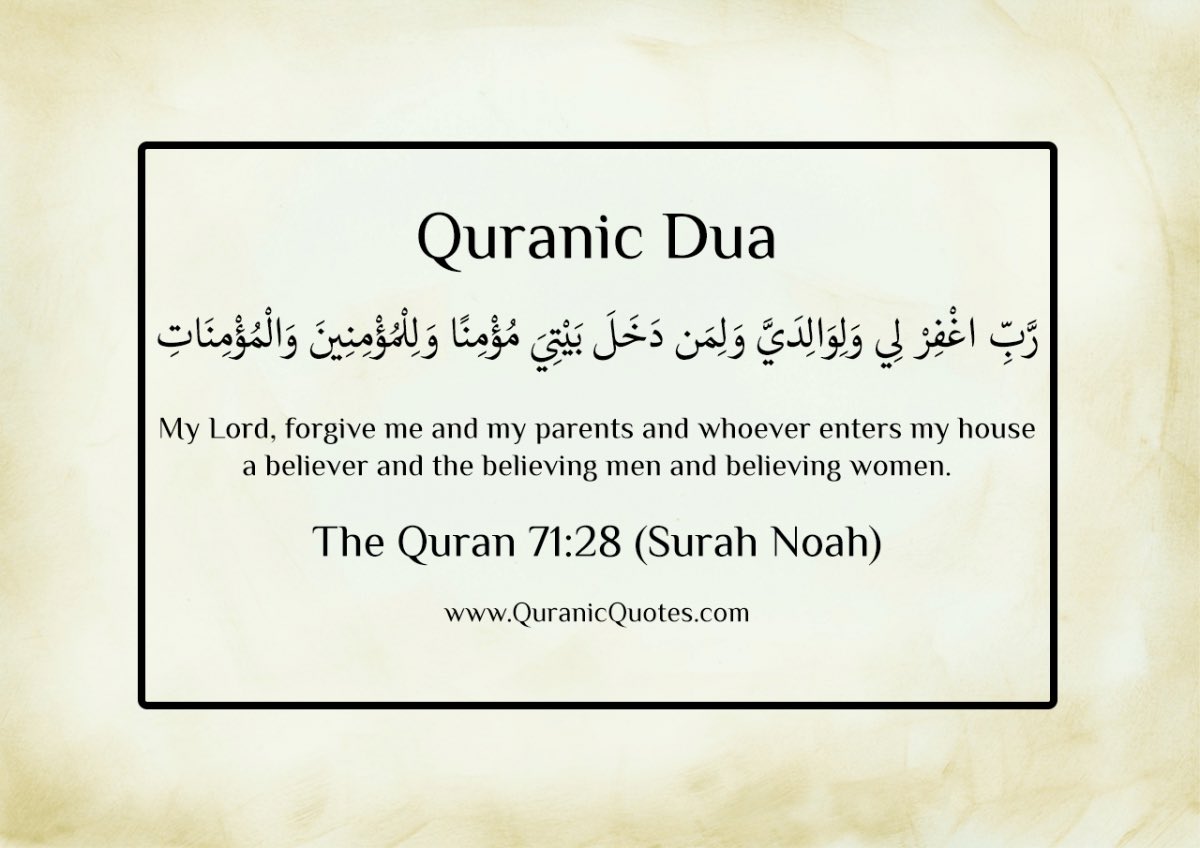 Quranic Dua
رَّبِّ اغْفِرْ لِي وَلِوَالِدَيَّ وَلِمَن دَخَلَ بَيْتِيَ مُؤْمِنًا وَلِلْمُؤْمِنِينَ وَالْمُؤْمِنَاتِ
My Lord, forgive me and my parents and whoever enters my house
a believer and the believing men and believing women.
The Quran 71:28 (Surah Noah)
www.QuranicQuotes.com